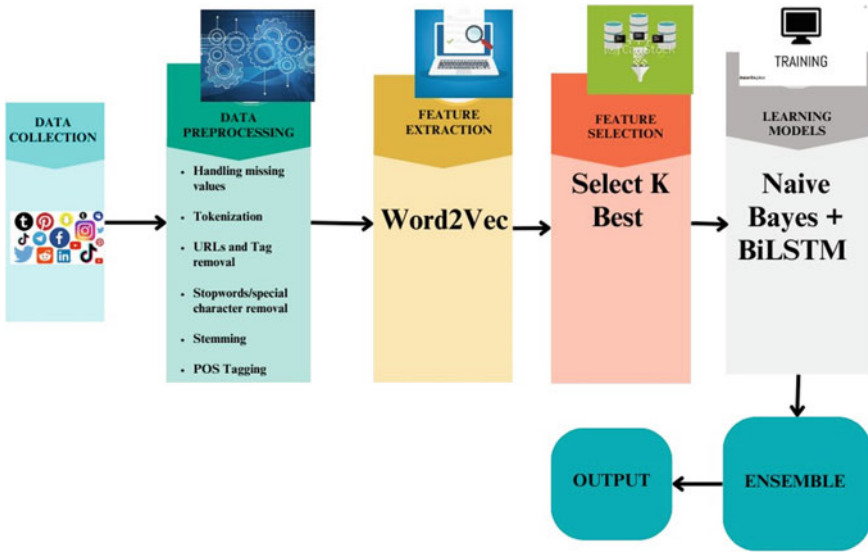 TRAINING
DATA
COLLECTION
DATA
PREPROCESSING
FEATURE
EXTRACTION
FEATURE
SELECTION
LEARNING
MODELS
• Handling missing
values
• Tokenization
• URLs and Tag
removal
• Stopwords/special
character removal
• Stemming
• POS Tagging
Word2Vec
Select K
Best
Naive
Bayes +
BiLSTM
OUTPUT
ENSEMBLE